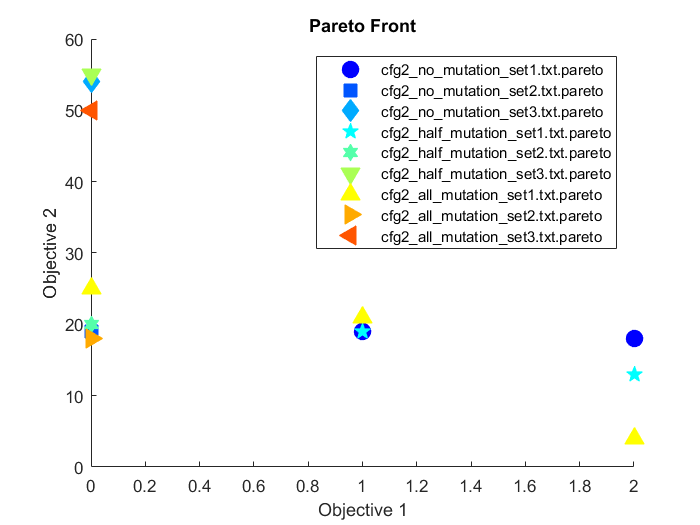 Pareto Front
cfg2_no_mutation_set1.txt.pareto
cfg2_no_mutation_set2.txt.pareto
cfg2_no_mutation_set3.txt.pareto
cfg2_half_mutation_set1.txt.pareto
cfg2_half_mutation_set2.txt.pareto
cfg2_half_mutation_set3.txt.pareto
cfg2_all_mutation_set1.txt.pareto
cfg2_all_mutation_set2.txt.pareto
cfg2_all_mutation_set3.txt.pareto
Objective 2
60
50
40
30
20
10
0
0 0.2 0.4 0.6 0.8 1 1.2 1.4 1.6 1.8 2
Objective 1